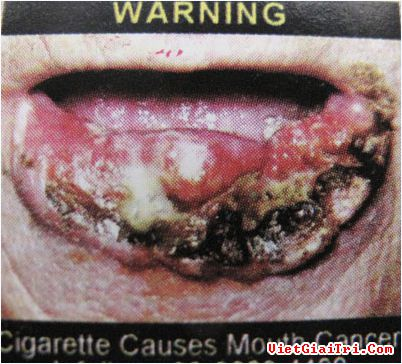 WARNING
Cigarette Causes Mouth Cancer
VietGiaiTri.Com